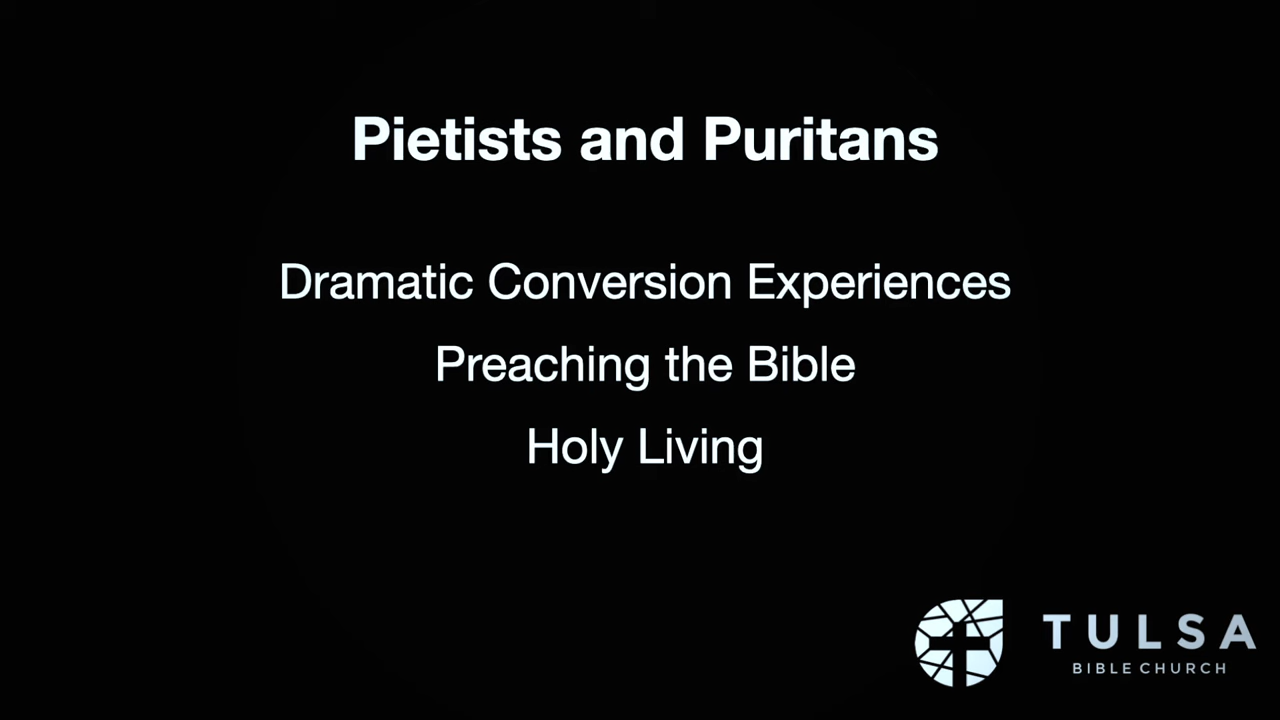 Pietists and Puritans
Dramatic Conversion Experiences
Preaching the Bible
Holy Living
TULSA
BIBLE CHURCH